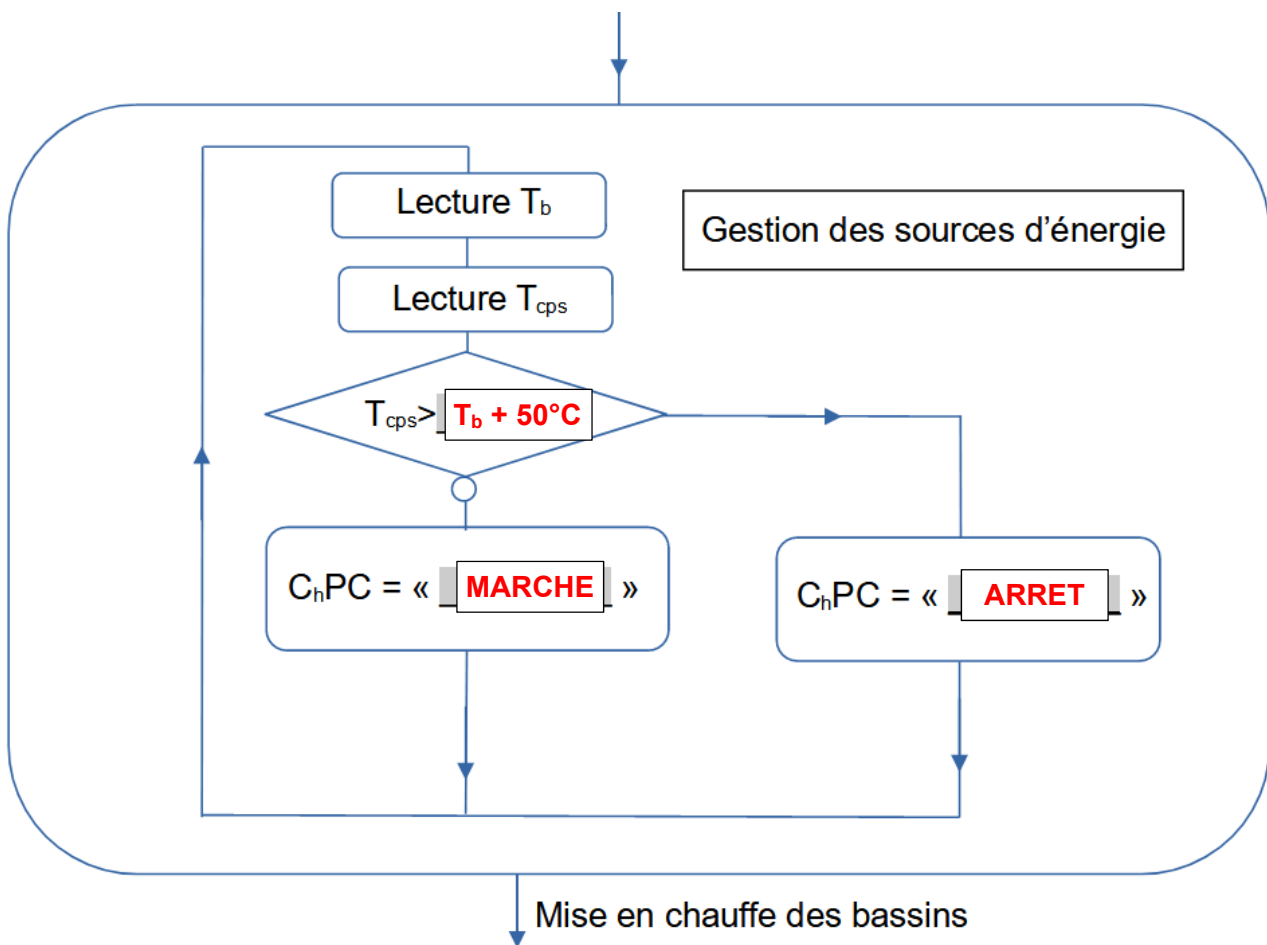 Lecture Tb
Gestion des sources d'énergie
Lecture Tcps
Tcps> Tb + 50°C
ChPC = « MARCHE »
ChPC = « ARRET »
Mise en chauffe des bassins